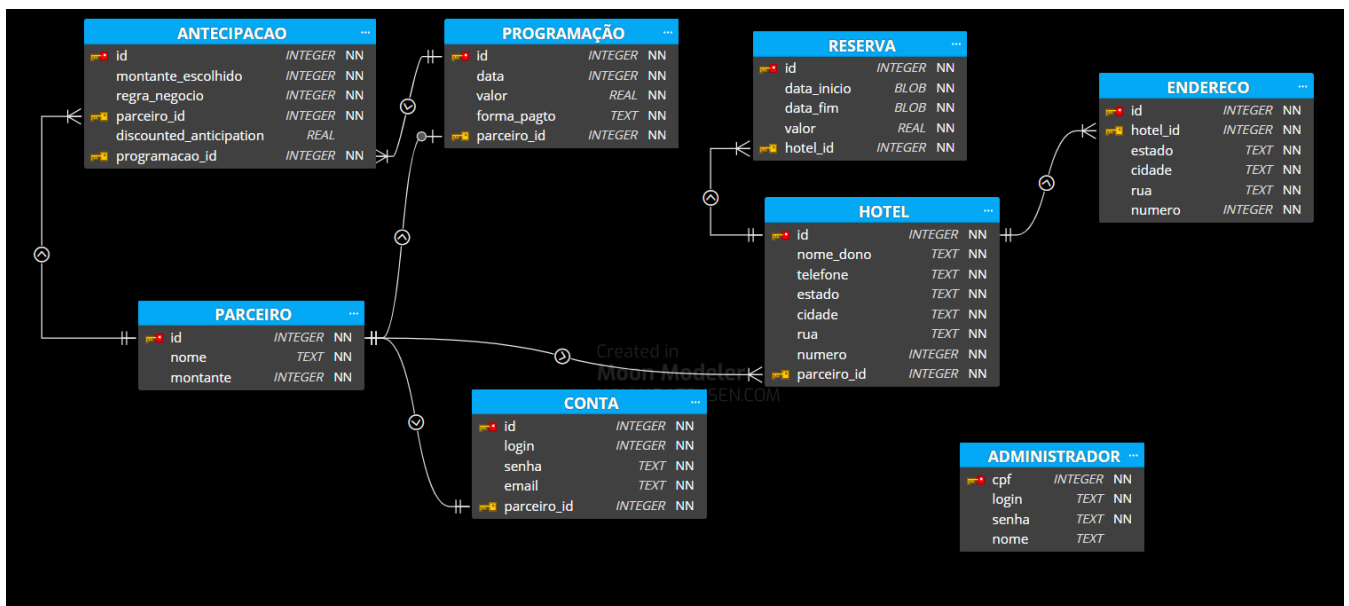 ANTECIPACAO ...
id INTEGER NN
montante_escolhido INTEGER NN
regra_negocio INTEGER NN
parceiro_id INTEGER NN
discounted_anticipation REAL
programacao_id INTEGER NN
PROGRAMAÇÃO ...
id INTEGER NN
data INTEGER NN
valor REAL NN
forma_pagto TEXT NN
parceiro_id INTEGER NN
RESERVA ...
id INTEGER NN
data_inicio BLOB NN
data_fim BLOB NN
valor REAL NN
hotel_id INTEGER NN
ENDERECO ...
id INTEGER NN
hotel_id INTEGER NN
estado TEXT NN
cidade TEXT NN
rua TEXT NN
numero INTEGER NN
HOTEL ...
id INTEGER NN
nome_dono TEXT NN
telefone TEXT NN
estado TEXT NN
cidade TEXT NN
rua TEXT NN
numero INTEGER NN
parceiro_id INTEGER NN
PARCEIRO ...
id INTEGER NN
nome TEXT NN
montante INTEGER NN
Created in
Moon Modeler
SEN.COM
CONTA ...
id INTEGER NN
login INTEGER NN
senha TEXT NN
email TEXT NN
parceiro_id INTEGER NN
ADMINISTRADOR ...
cpf INTEGER NN
login TEXT NN
senha TEXT NN
nome TEXT